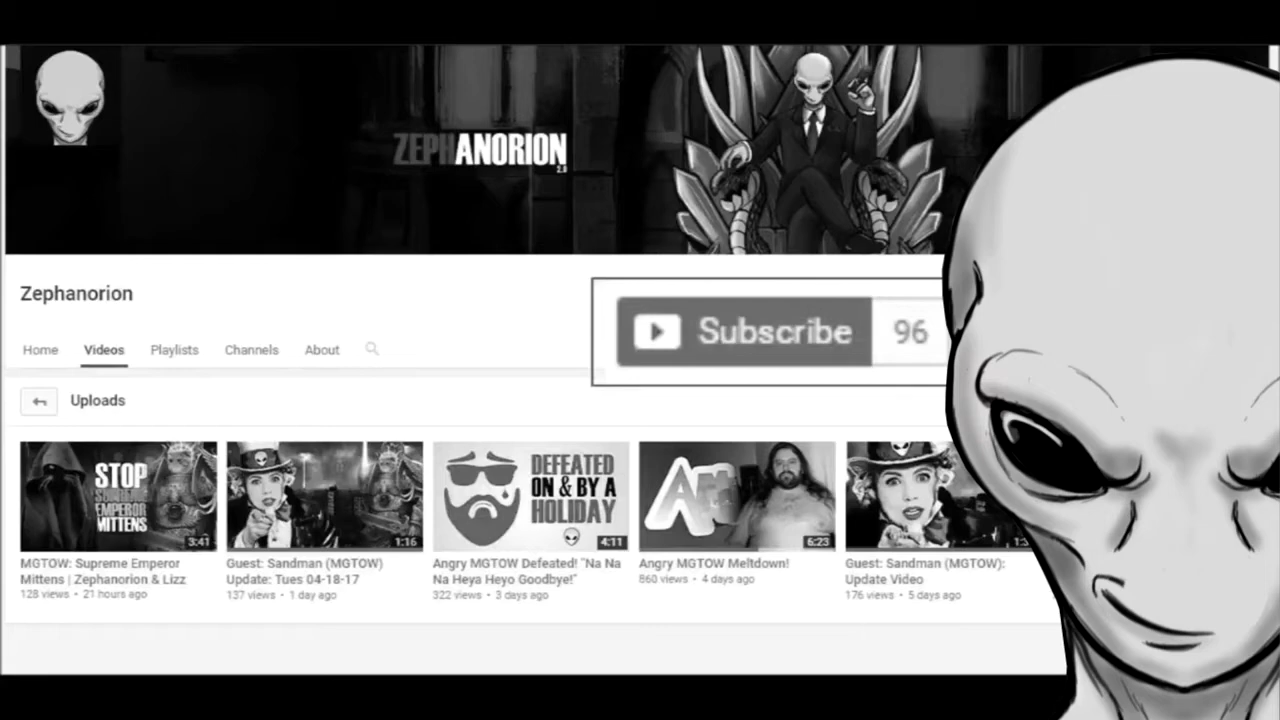 ZEPHANORION
2.0
Zephanorion
Subscribe 96
Home Videos Playlists Channels About
Uploads
STOP
EMPEROR
MITTENS
3:41
1:16
DEFEATED
ON & BY A
HOLIDAY
4:11
6:23
MGTOW: Supreme Emperor
Mittens | Zephanorion & Lizz
128 views • 21 hours ago
Guest: Sandman (MGTOW)
Update: Tues 04-18-17
137 views • 1 day ago
Angry MGTOW Defeated! "Na Na
Na Heya Heyo Goodbye!"
322 views • 3 days ago
Angry MGTOW Meltdown!
860 views • 4 days ago
Guest: Sandman (MGTOW):
Update Video
176 views • 5 days ago